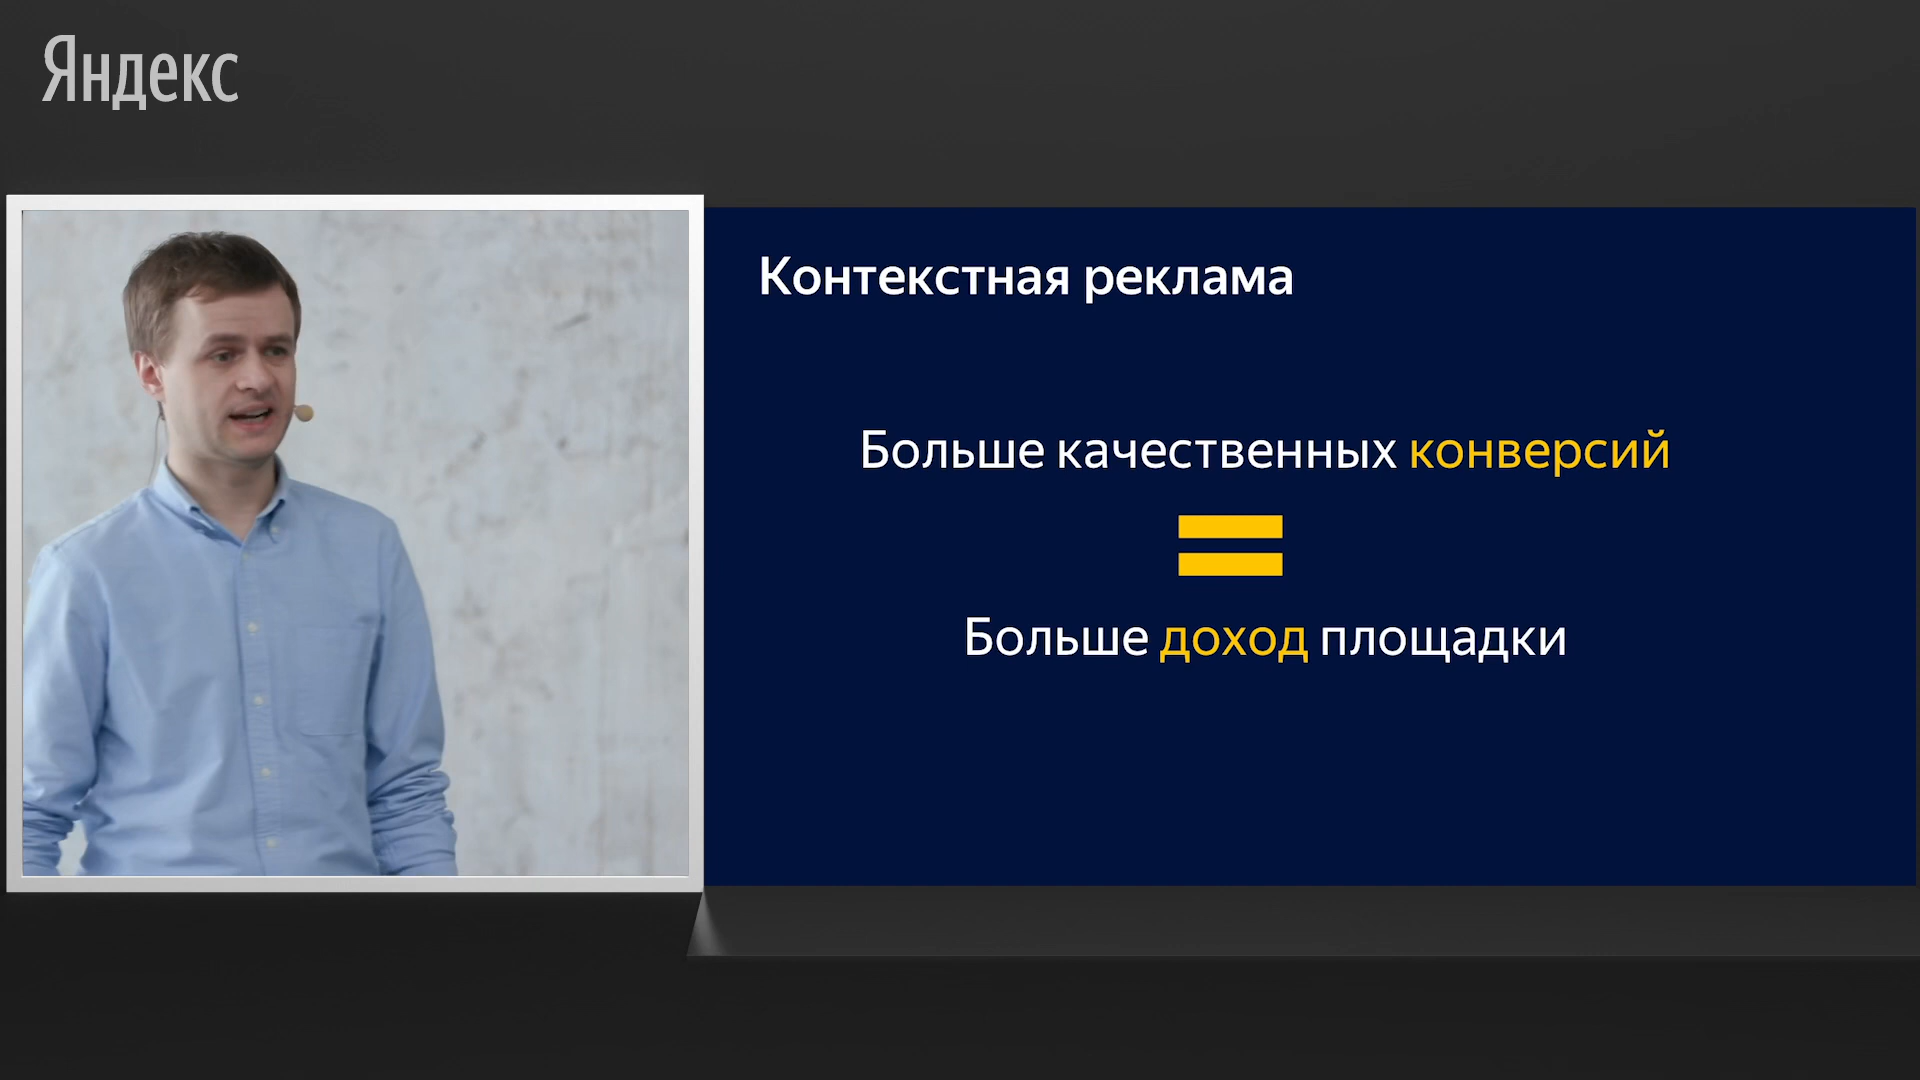 Яндекс
Контекстная реклама
Больше качественных конверсий
=
Больше доход площадки